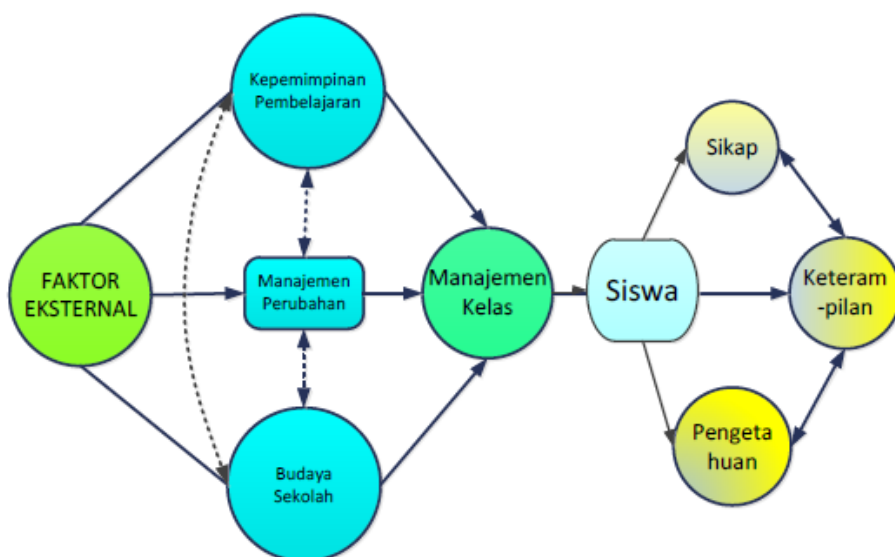 Kepemimpinan
Pembelajaran
Sikap
FAKTOR
EKSTERNAL
Manajemen
Perubahan
Manajemen
Kelas
Siswa
Keteram
-pilan
Pengeta
huan
Budaya
Sekolah